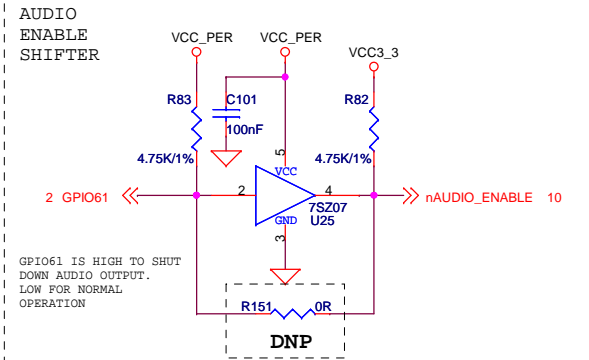 AUDIO
ENABLE
SHIFTER
VCC_PER
VCC_PER
VCC3_3
R83
C101
R82
100nF
4.75K/1%
4.75K/1%
5
VCC
2 GPIO61
2
4
nAUDIO_ENABLE 10
7SZ07
GND
U25
3
GPIO61 IS HIGH TO SHUT
DOWN AUDIO OUTPUT.
LOW FOR NORMAL
OPERATION
R151
0R
DNP